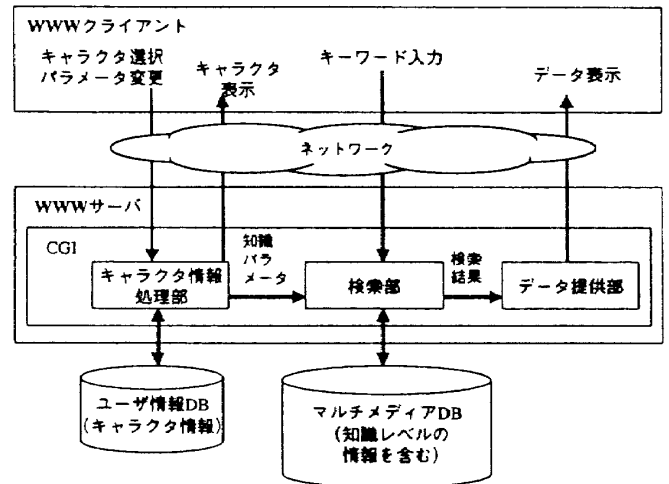 WWWクライアント
キャラクタ選択
パラメータ変更
キャラクタ
表示
キーワード入力
データ表示
ネットワーク
WWWサーバ
CGI
キャラクタ情報
処理部
知識
パラ
メータ
検索部
検索
結果
データ提供部
ユーザ情報DB
(キャラクタ情報)
マルチメディアDB
(知識レベルの
情報を含む)